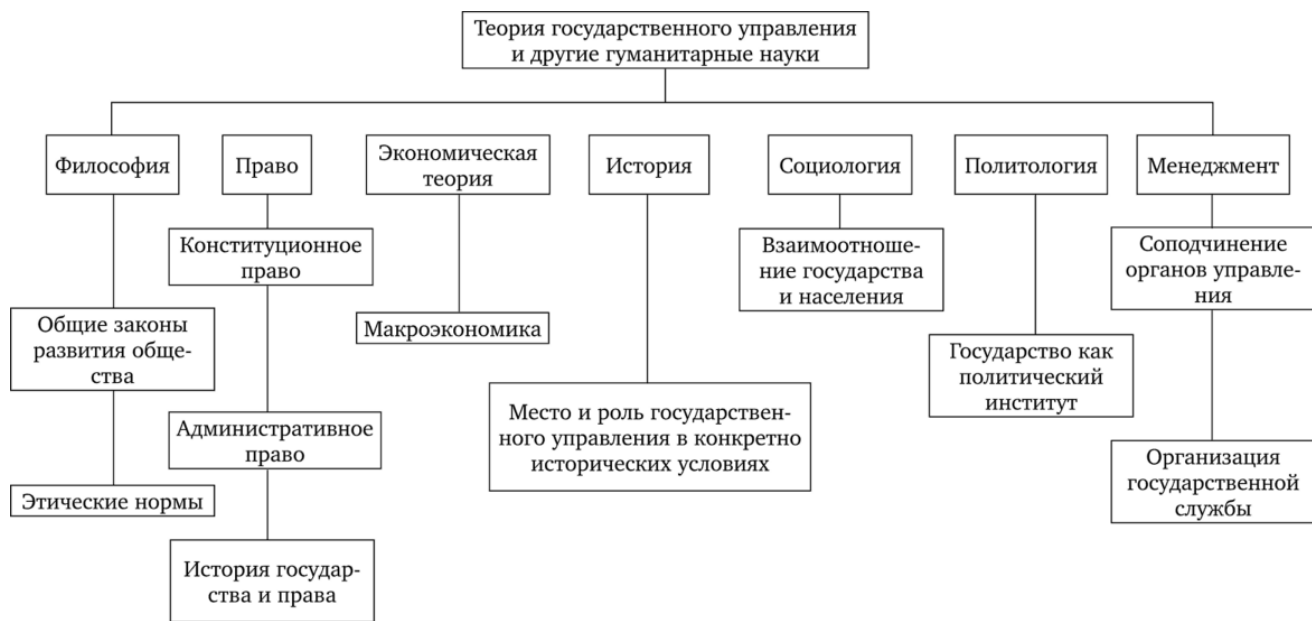 Теория государственного управления
и другие гуманитарные науки
Философия
Право
Экономическая
теория
История
Социология
Политология
Менеджмент
Конституционное
право
Взаимоотноше-
ние государства
и населения
Соподчинение
органов управле-
ния
Общие законы
развития обще-
ства
Макроэкономика
Государство как
политический
институт
Место и роль государствен-
ного управления в конкретно
исторических условиях
Административное
право
Организация
государственной
службы
Этические нормы
История государ-
ства и права